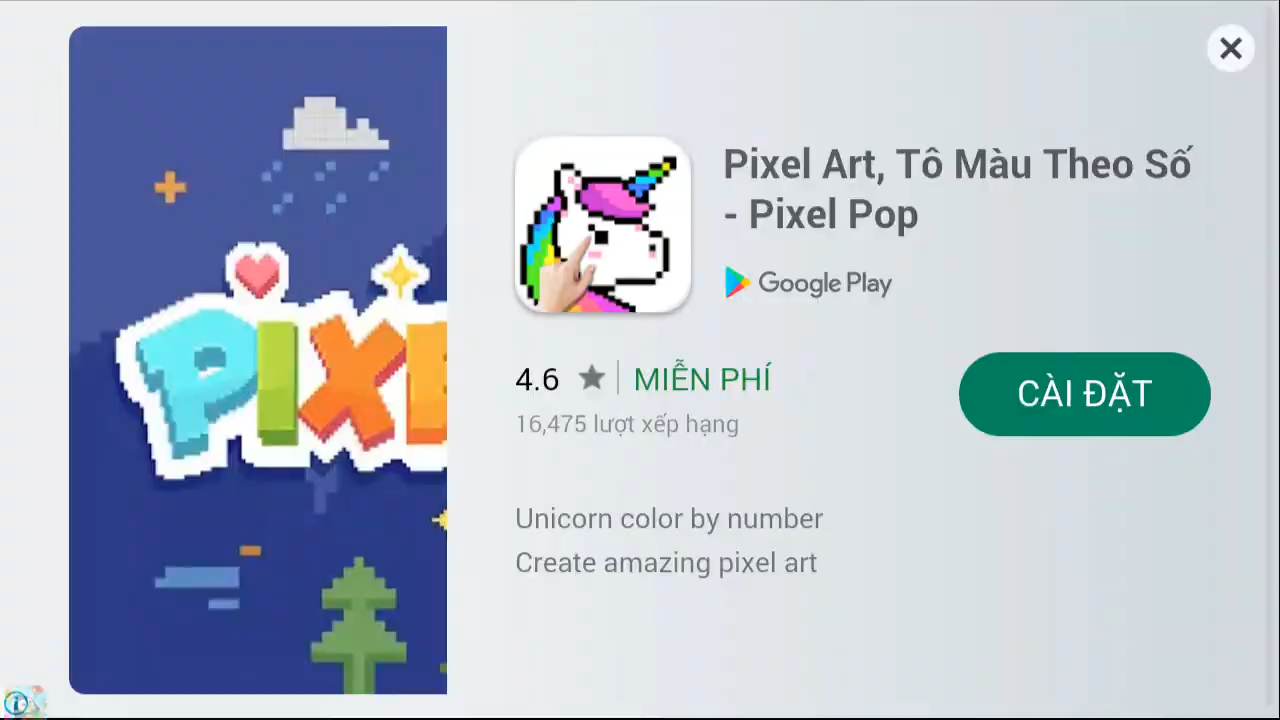 PIXE
Pixel Art, Tô Màu Theo Số
- Pixel Pop
Google Play
4.6
MIỄN PHÍ
16,475 lượt xếp hạng
CÀI ĐẶT
Unicorn color by number
Create amazing pixel art